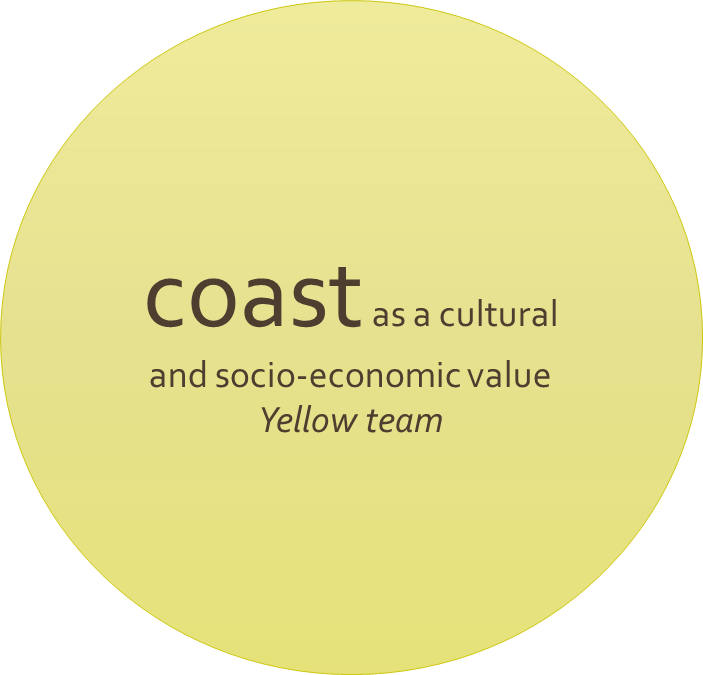 coast as a cultural
and socio-economic value
Yellow team